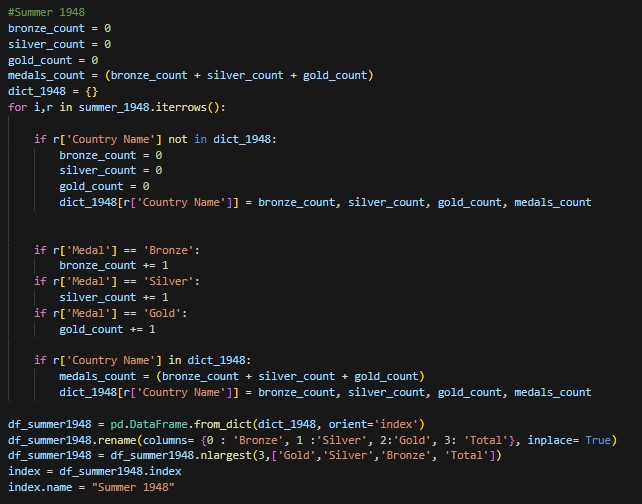 #Summer 1948
bronze_count = 0
silver_count = 0
gold_count = 0
medals_count = (bronze_count + silver_count + gold_count)
dict_1948 = {}
for i,r in summer_1948.iterrows():
    if r['Country Name'] not in dict_1948:
        bronze_count = 0
        silver_count = 0
        gold_count = 0
        dict_1948[r['Country Name']] = bronze_count, silver_count, gold_count, medals_count
    if r['Medal'] == 'Bronze':
        bronze_count += 1
    if r['Medal'] == 'Silver':
        silver_count += 1
    if r['Medal'] == 'Gold':
        gold_count += 1
    if r['Country Name'] in dict_1948:
        medals_count = (bronze_count + silver_count + gold_count)
        dict_1948[r['Country Name']] = bronze_count, silver_count, gold_count, medals_count
df_summer1948 = pd.DataFrame.from_dict(dict_1948, orient='index')
df_summer1948.rename(columns= {0 : 'Bronze', 1 :'Silver', 2:'Gold', 3: 'Total'}, inplace= True)
df_summer1948 = df_summer1948.nlargest(3,['Gold','Silver','Bronze', 'Total'])
index = df_summer1948.index
index.name = "Summer 1948"